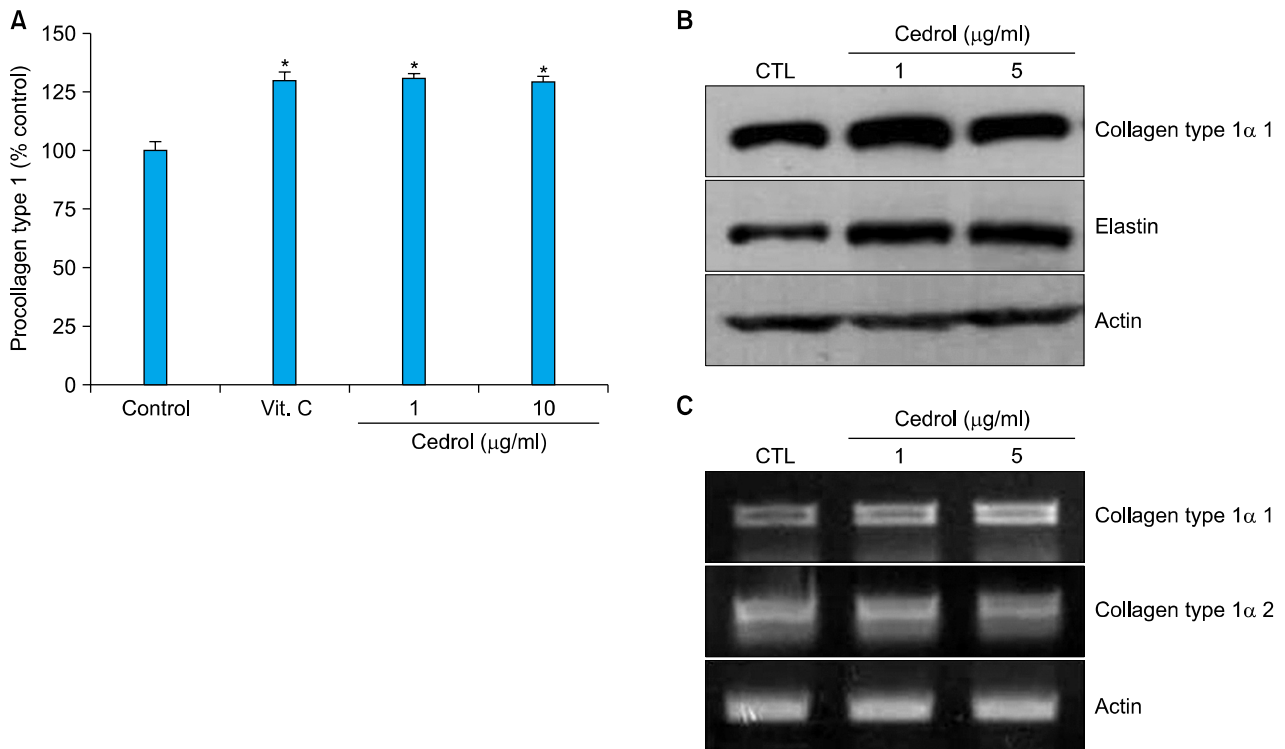 A
Procollagen type 1 (% control)
150
125
100
75
50
25
0
*
*
*
Control Vit. C 1 10
Cedrol (μg/ml)
B
Cedrol (μg/ml)
CTL 1 5
Collagen type 1α 1
Elastin
Actin
C
Cedrol (μg/ml)
CTL 1 5
Collagen type 1α 1
Collagen type 1α 2
Actin